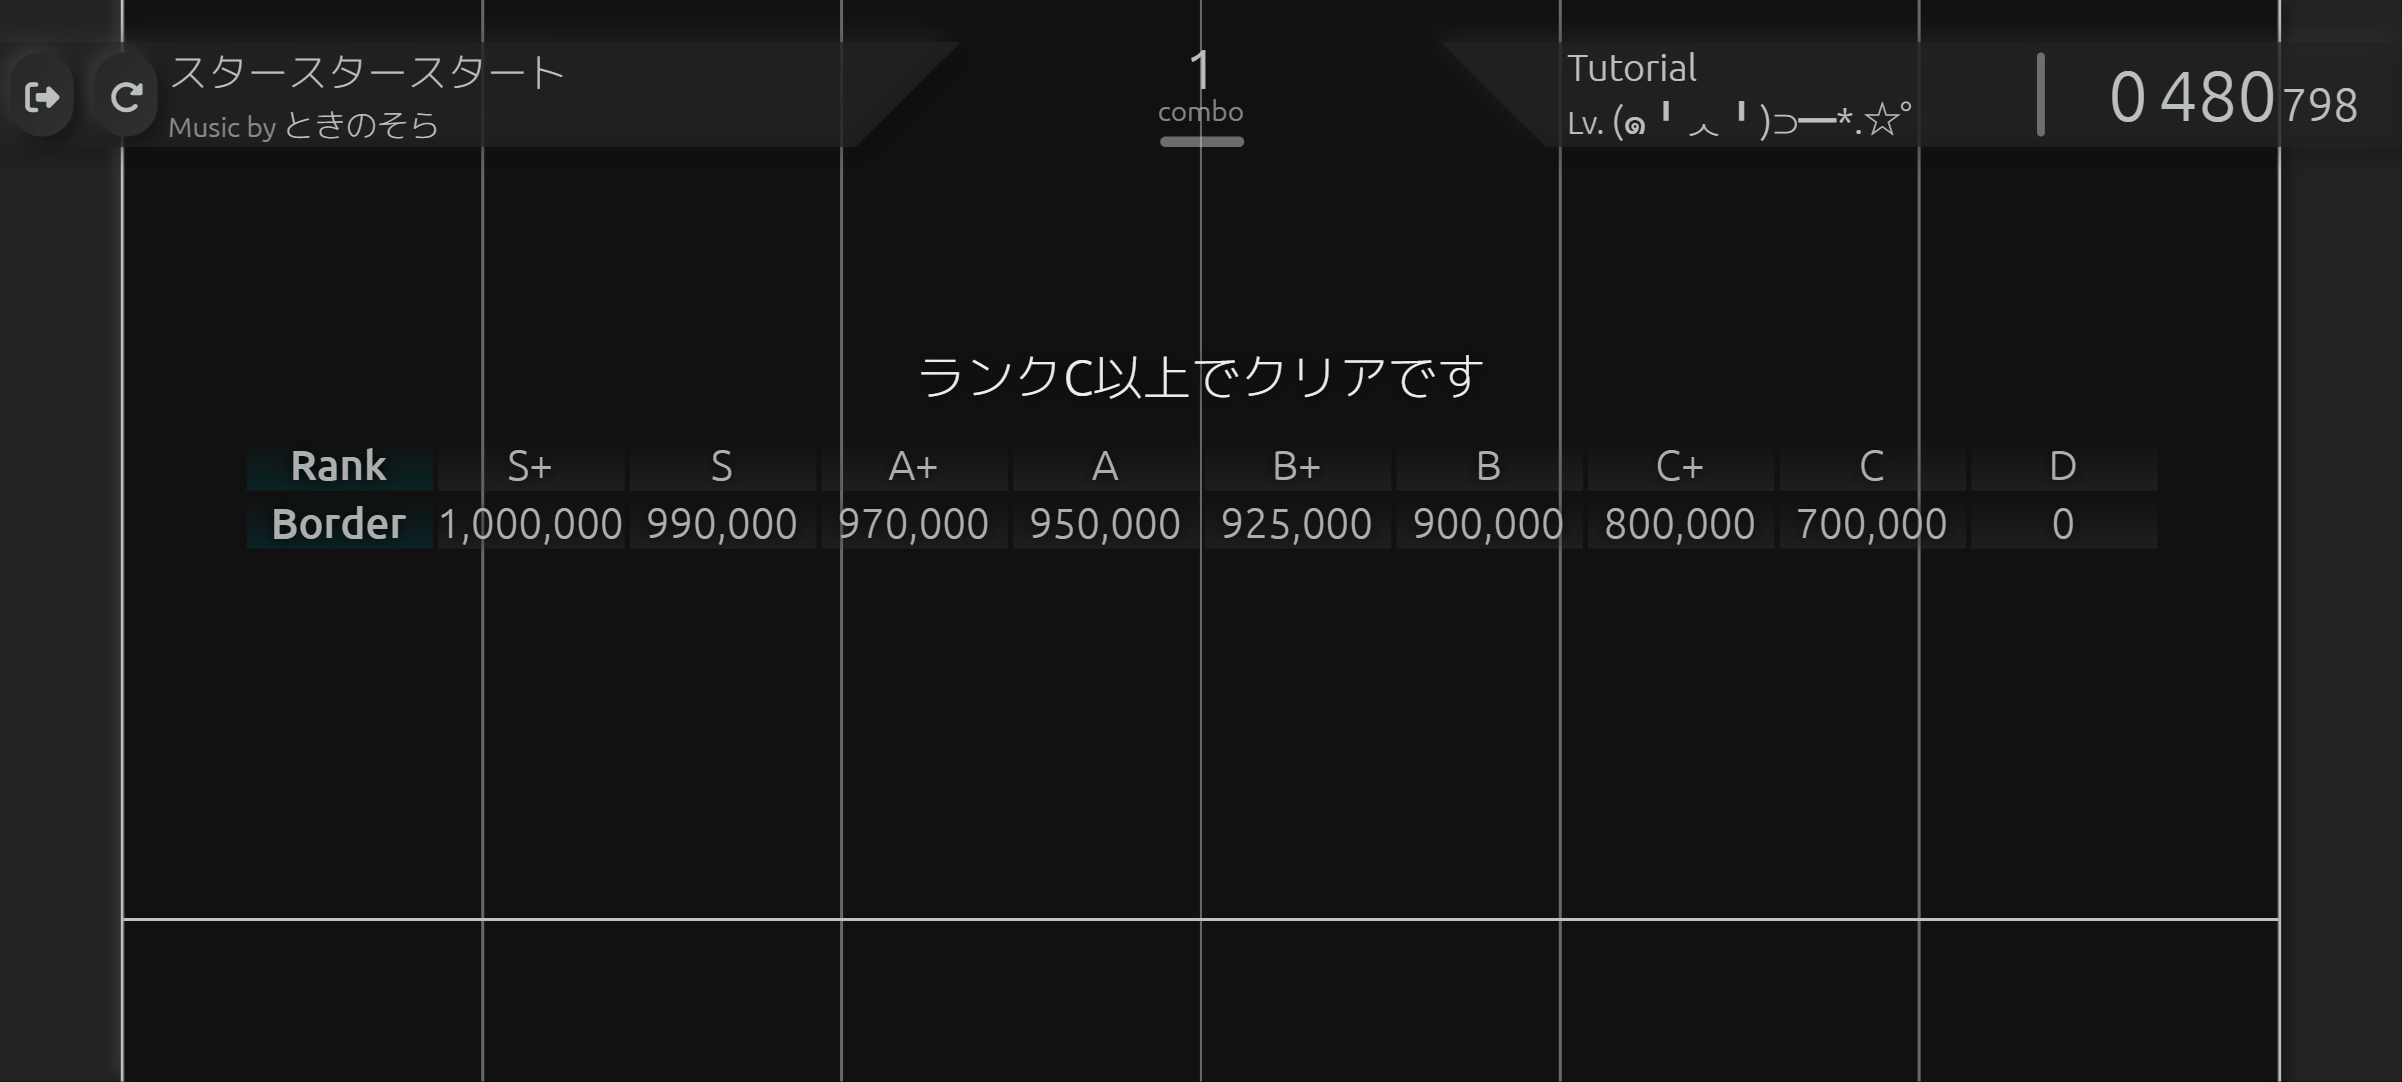 スタースタースタート
Music by ときのそら
1
combo
Tutorial
Lv. (๑╹ᆺ╹)⊃━*.☆°
0 480798
ランクC以上でクリアです
Rank S+ S A+ A B+ B C+ C D
Border 1,000,000 990,000 970,000 950,000 925,000 900,000 800,000 700,000 0